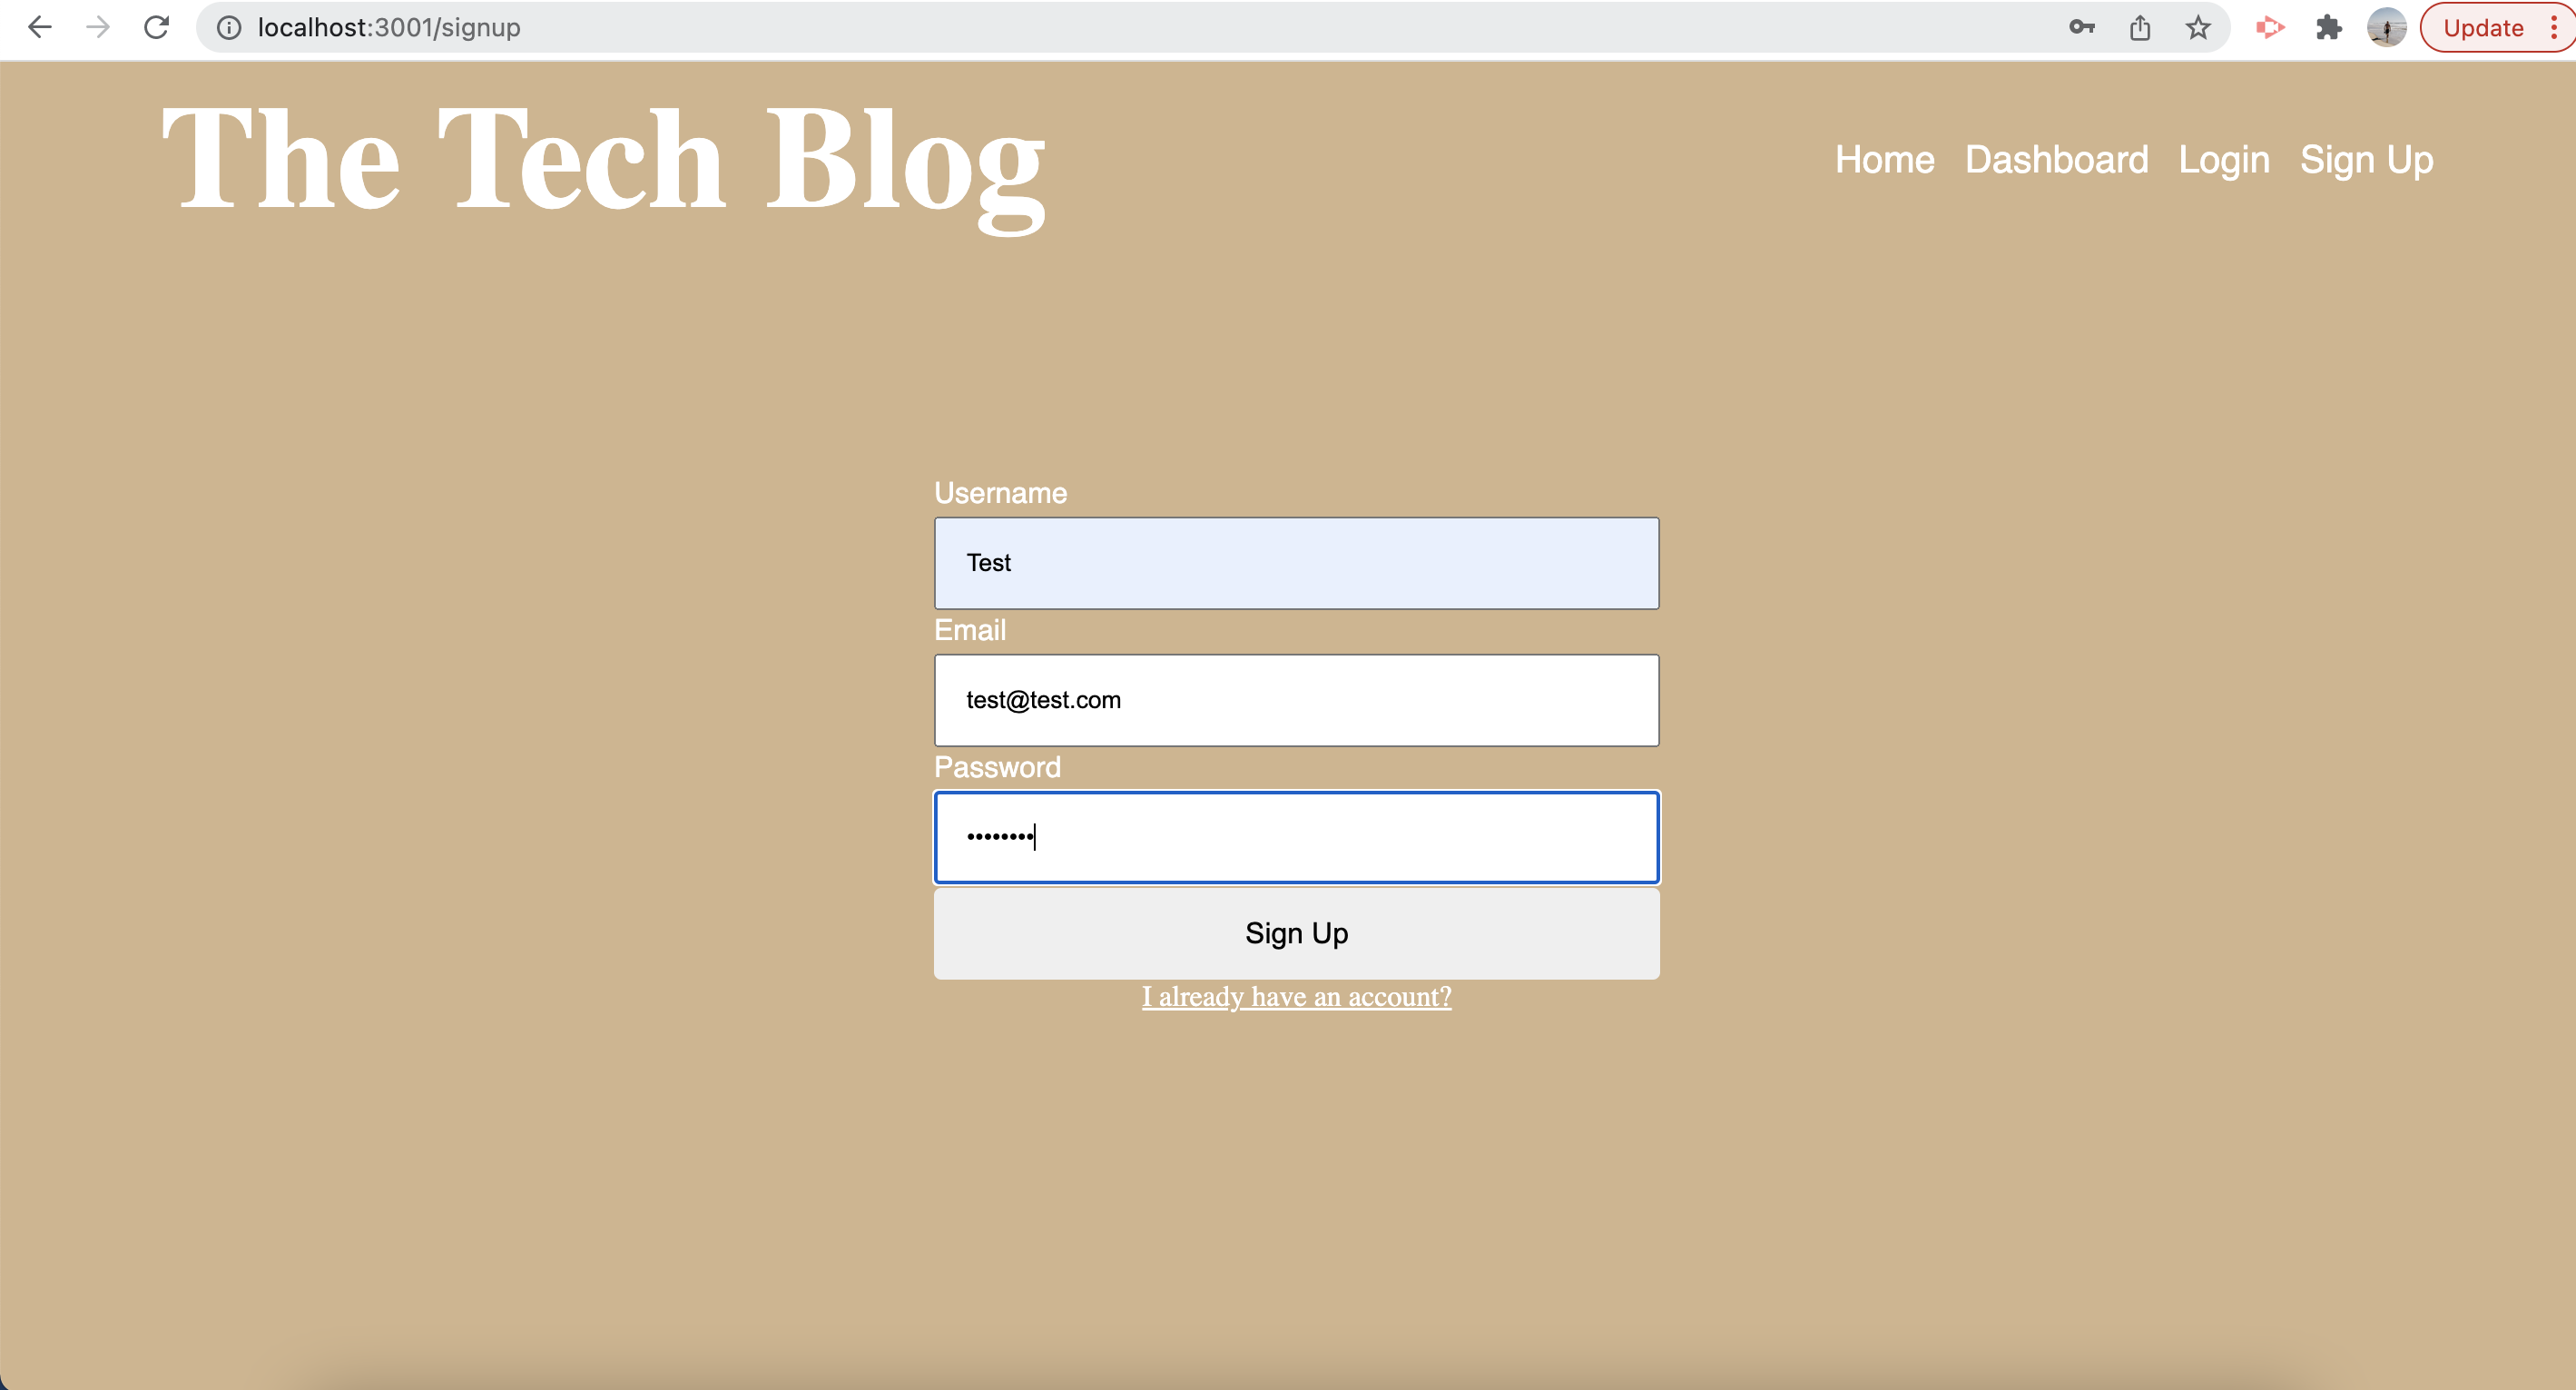 localhost:3001/signup
Update
The Tech Blog
Home Dashboard Login Sign Up
Username
Test
Email
test@test.com
Password
••••••••
Sign Up
I already have an account?